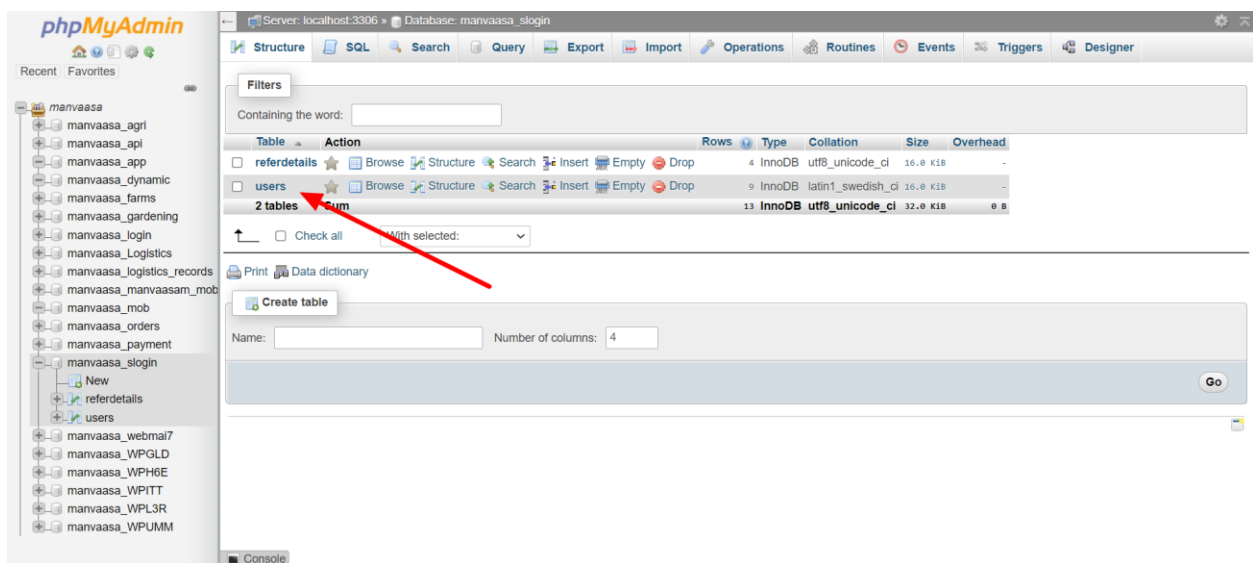 phpMyAdmin
Recent Favorites
manvaasa
manvaasa_agri
manvaasa_api
manvaasa_app
manvaasa_dynamic
manvaasa_farms
manvaasa_gardening
manvaasa_login
manvaasa_Logistics
manvaasa_logistics_records
manvaasa_manvaasam_mob
manvaasa_mob
manvaasa_orders
manvaasa_payment
manvaasa_slogin
New
referdetails
users
manvaasa_webmai7
manvaasa_WPGLD
manvaasa_WPH6E
manvaasa_WPITT
manvaasa_WPL3R
manvaasa_WPUMM
Server: localhost:3306 » Database: manvaasa_slogin
Structure SQL Search Query Export Import Operations Routines Events Triggers Designer
Filters
Containing the word:
Table Action Rows Type Collation Size Overhead
referdetails Browse Structure Search Insert Empty Drop 4 InnoDB utf8_unicode_ci 16.0 KiB -
users Browse Structure Search Insert Empty Drop 9 InnoDB latin1_swedish_ci 16.0 KiB -
2 tables Sum 13 InnoDB utf8_unicode_ci 32.0 KiB 0 B
Check all With selected:
Print Data dictionary
Create table
Name: Number of columns: 4
Go
Console